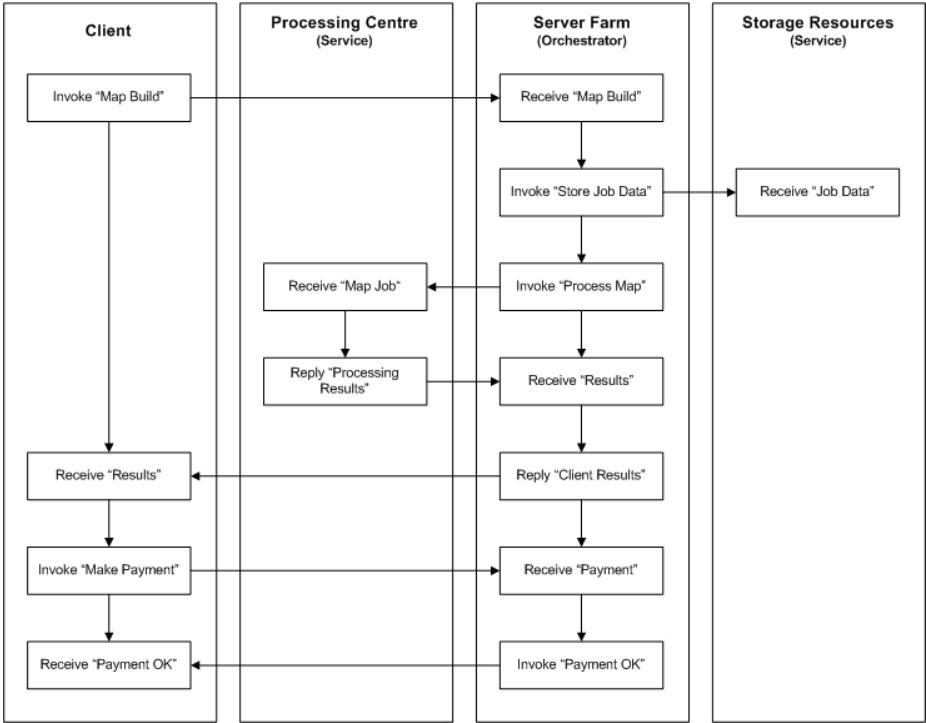 Client
Processing Centre
(Service)
Server Farm
(Orchestrator)
Storage Resources
(Service)
Invoke “Map Build”
Receive “Map Build”
Invoke “Store Job Data”
Receive “Job Data”
Receive “Map Job“
Invoke “Process Map”
Reply “Processing
Results”
Receive “Results”
Receive “Results”
Reply “Client Results”
Invoke “Make Payment”
Receive “Payment”
Receive “Payment OK”
Invoke “Payment OK”